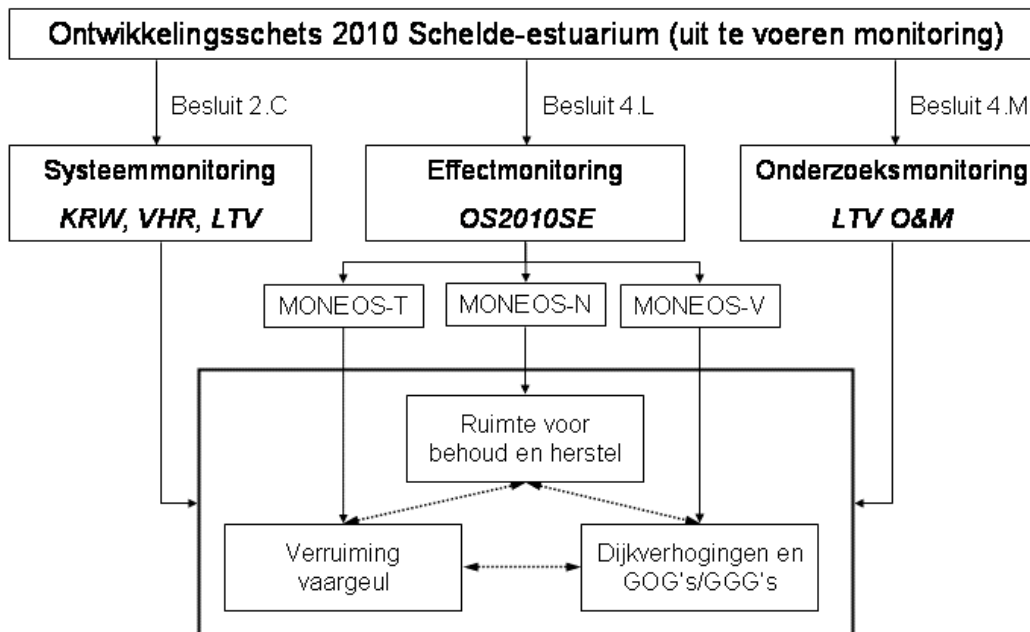 Ontwikkelingsschets 2010 Schelde-estuarium (uit te voeren monitoring)
Besluit 2.C
Besluit 4.L
Besluit 4.M
Systeemmonitoring
KRW, VHR, LTV
Effectmonitoring
OS2010SE
Onderzoeksmonitoring
LTV O&M
MONEOS-T
MONEOS-N
MONEOS-V
Ruimte voor
behoud en herstel
Verruiming
vaargeul
Dijkverhogingen en
GOG's/GGG's